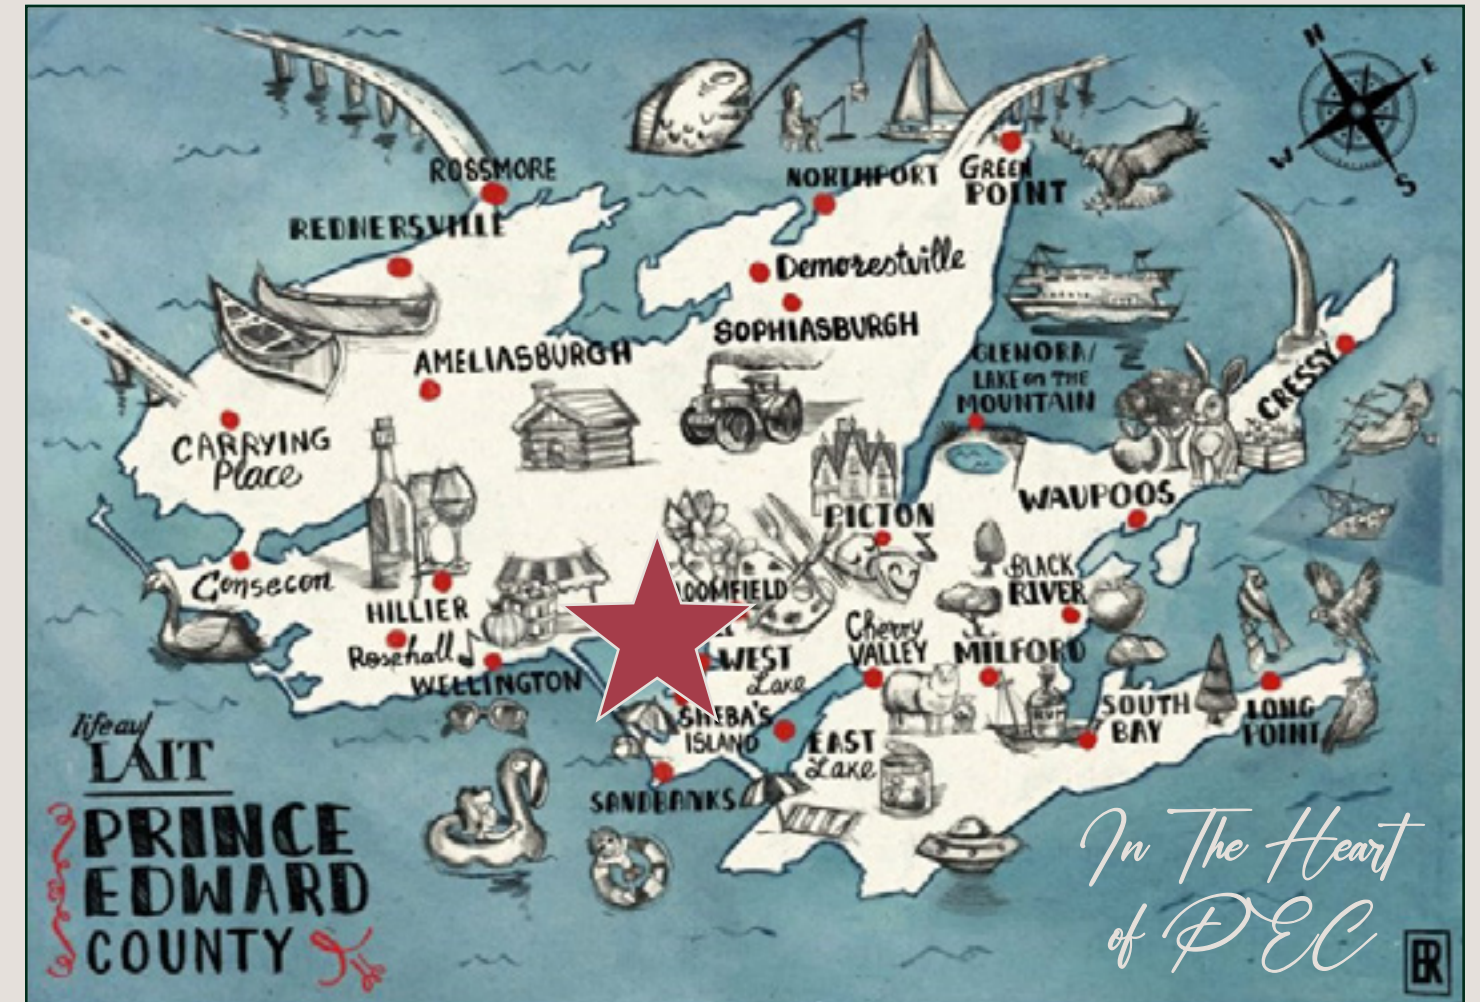 N
E
W
S
ROSSMORE
REDNERSVILLE
NORTHPORT
GREEN
POINT
Demorestville
SOPHIASBURGH
AMELIASBURGH
GLENORA/
LAKE on THE
MOUNTAIN
CRESSY
CARRYING
Place
WAUPOOS
PICTON
Consecon
HILLIER
LOOMFIELD
BLACK
RIVER
Rosehall
WELLINGTON
WEST
Lake
Cherry
VALLEY
MILFORD
SHEBA'S
ISLAND
EAST
Lake
SOUTH
BAY
LONG
POINT
SANDBANKS
life au
LAIT
PRINCE
EDWARD
COUNTY
In The Heart
of PEC
BR